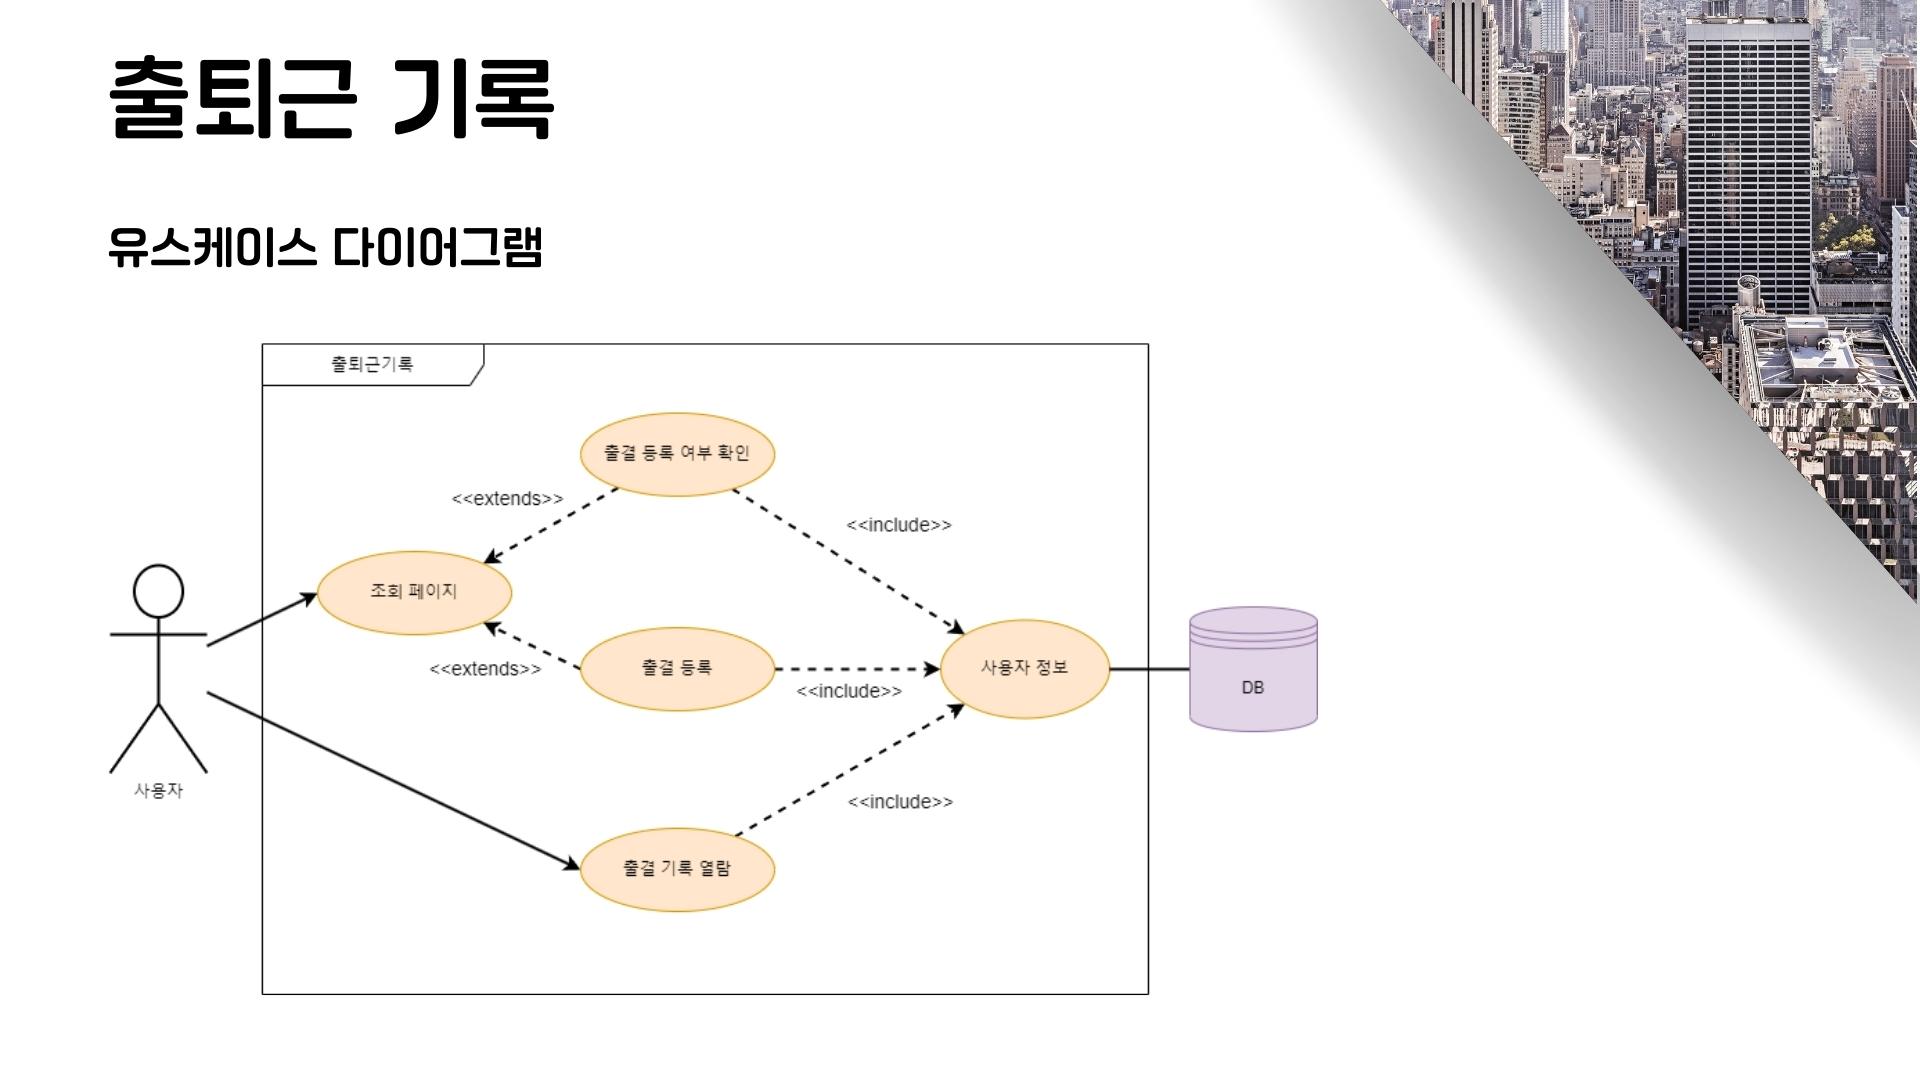 출퇴근 기록
유스케이스 다이어그램
출퇴근기록
출결 등록 여부 확인
<<extends>>
<<include>>
조회 페이지
<<extends>>
출결 등록
<<include>>
사용자 정보
DB
사용자
<<include>>
출결 기록 열람